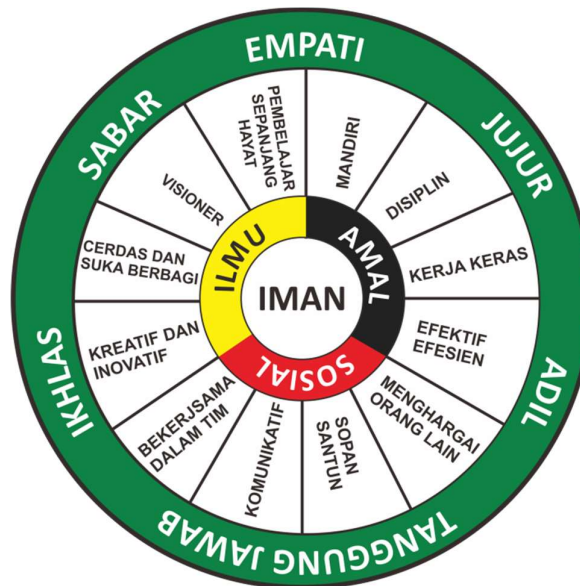 EMPATI
JUJUR
ADIL
TANGGUNG JAWAB
IKHLAS
SABAR
PEMBELAJAR
SEPANJANG
HAYAT
MANDIRI
DISIPLIN
KERJA KERAS
EFEKTIF
EFESIEN
MENGHARGAI
ORANG LAIN
SOPAN
SANTUN
KOMUNIKATIF
BEKERJSAMA
DALAM TIM
KREATIF DAN
INOVATIF
CERDAS DAN
SUKA BERBAGI
VISIONER
ILMU
AMAL
SOSIAL
IMAN